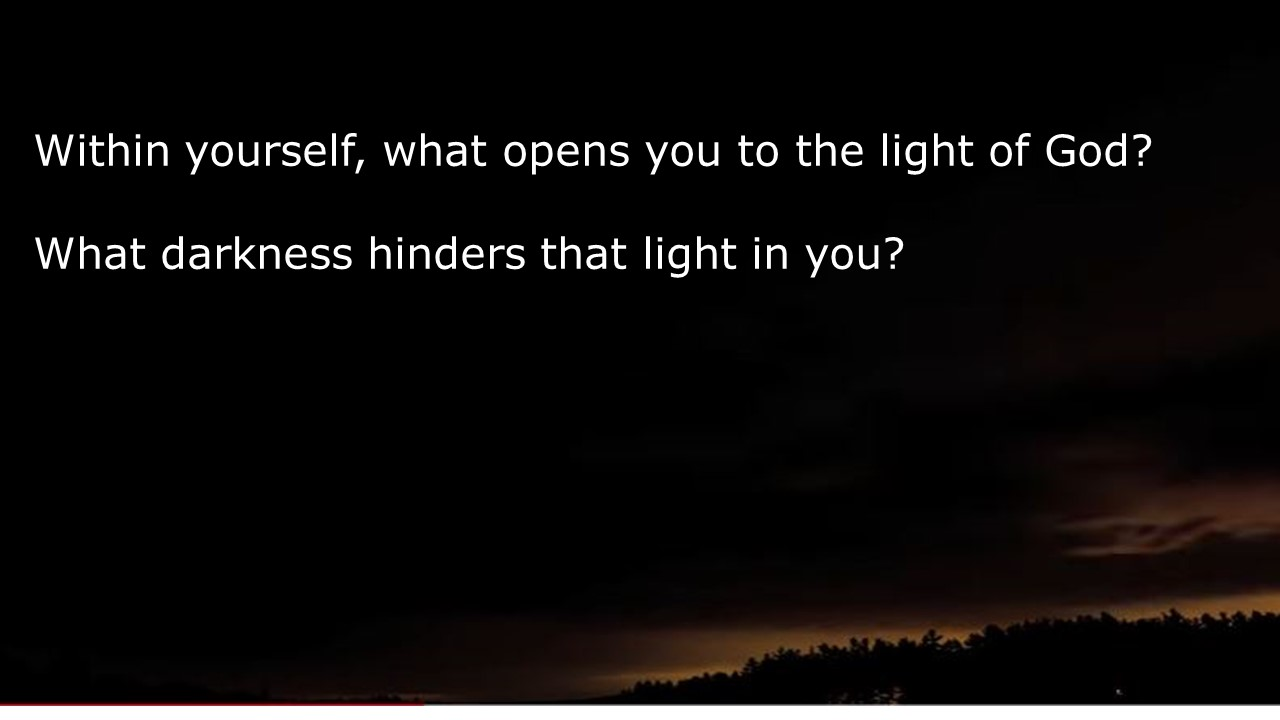 Within yourself, what opens you to the light of God?
What darkness hinders that light in you?